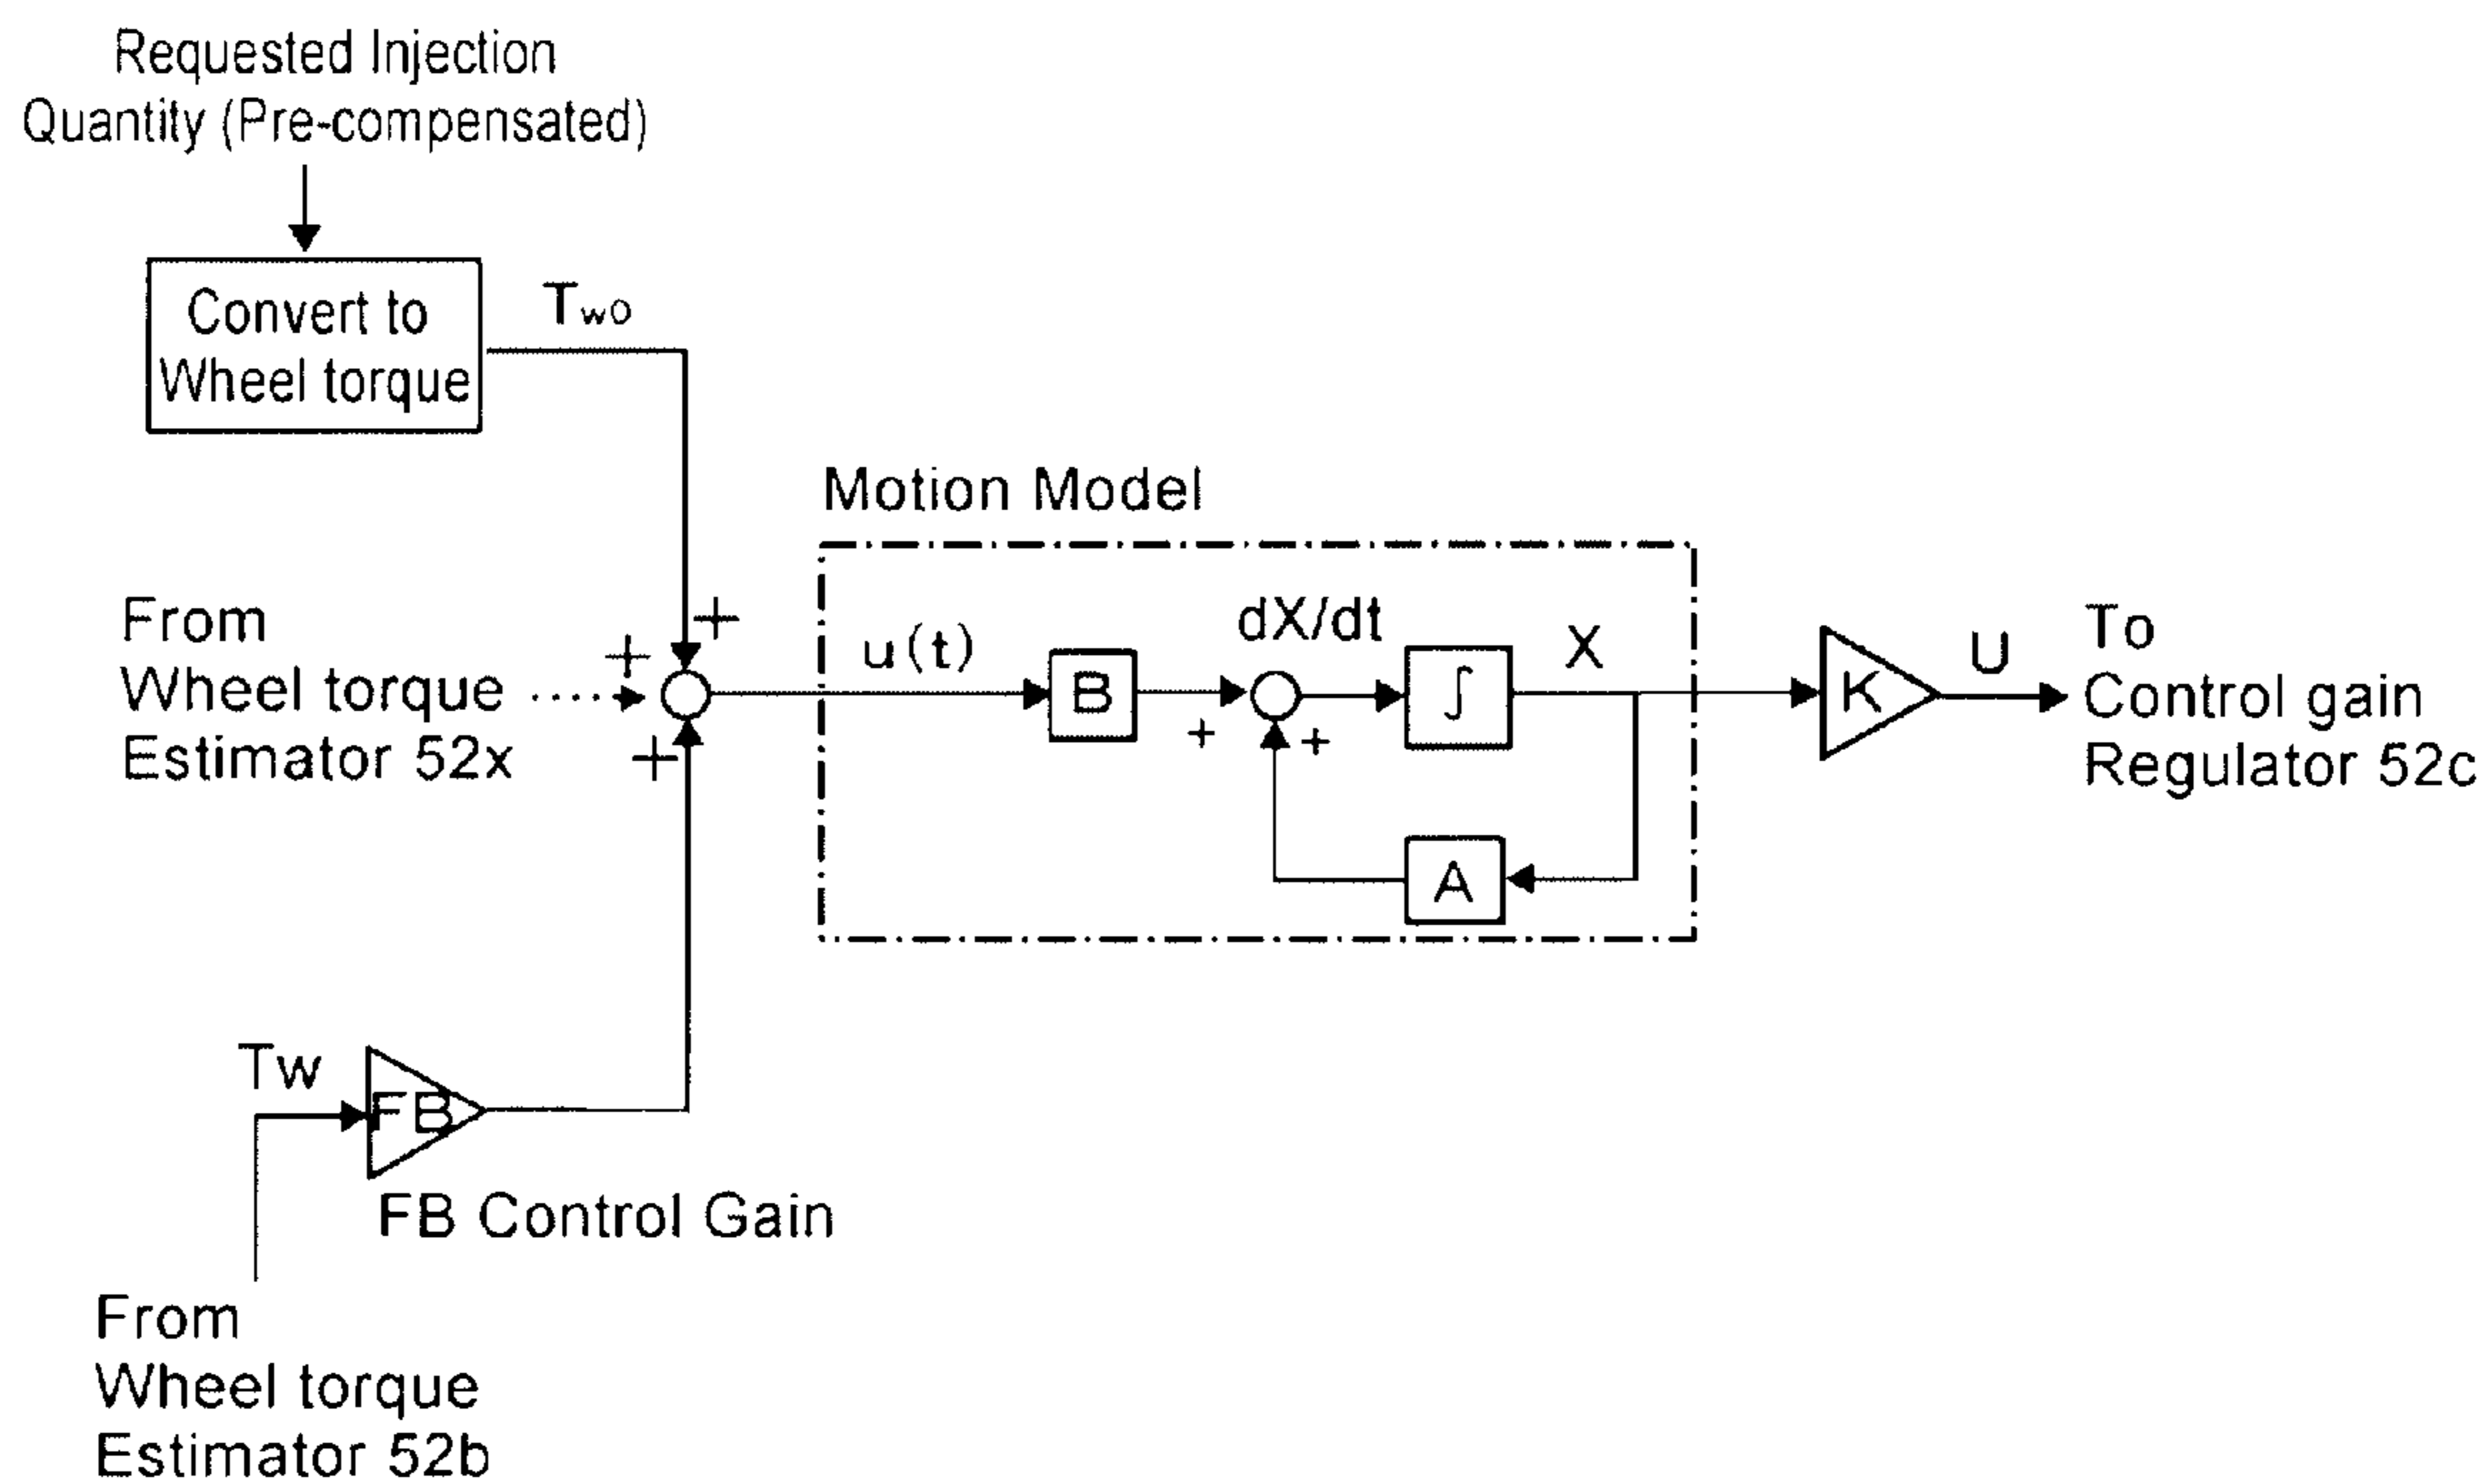 Requested Injection
Quantity (Pre-compensated)
Convert to
Wheel torque
Two
Motion Model
From
Wheel torque
Estimator 52x
+
+
+
u(t)
B
+
dX/dt
+
∫
X
A
K
U
To
Control gain
Regulator 52c
Tw
FB
FB Control Gain
From
Wheel torque
Estimator 52b